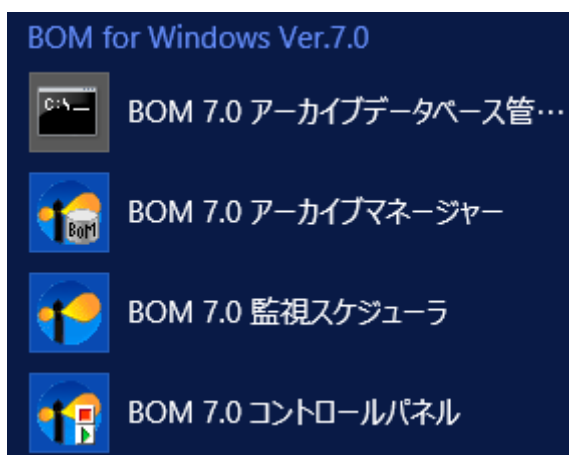 BOM for Windows Ver.7.0
C:\_
BOM 7.0 アーカイブデータベース管…
BOM 7.0 アーカイブマネージャー
BoM
BOM 7.0 監視スケジューラ
BOM 7.0 コントロールパネル